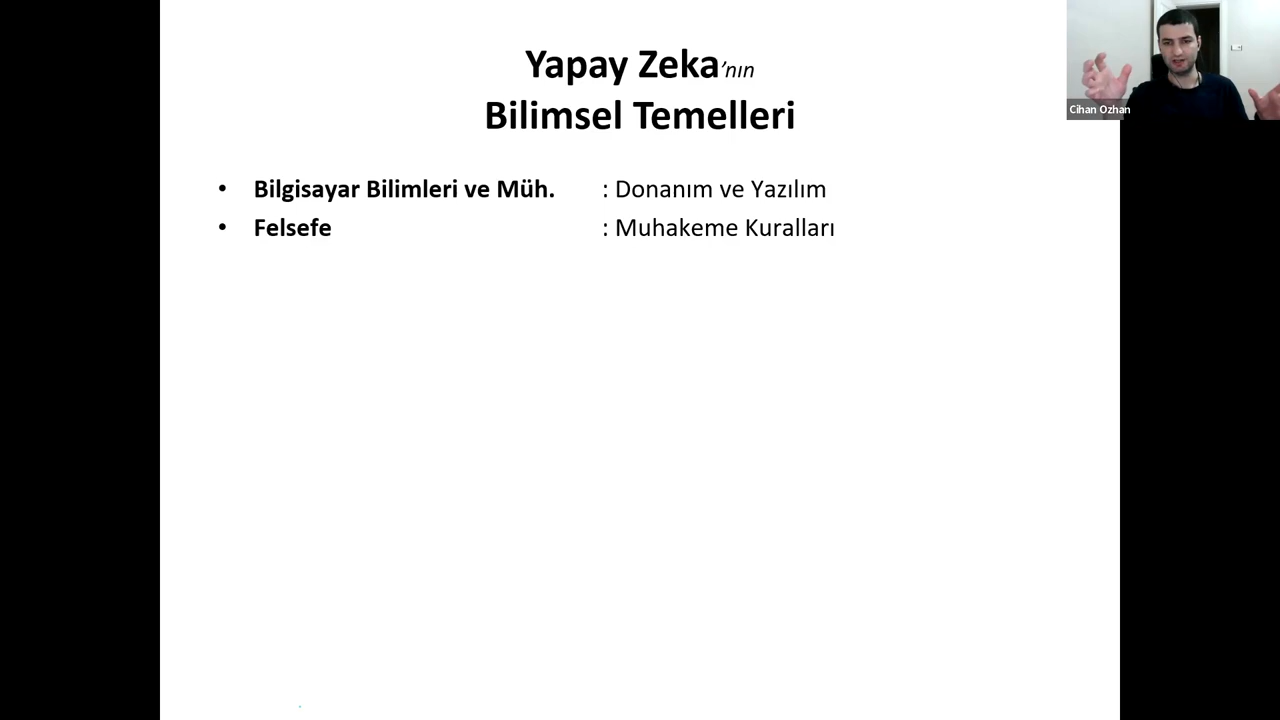 Yapay Zeka’nın
Bilimsel Temelleri
• Bilgisayar Bilimleri ve Müh. : Donanım ve Yazılım
• Felsefe : Muhakeme Kuralları
Cihan Ozhan